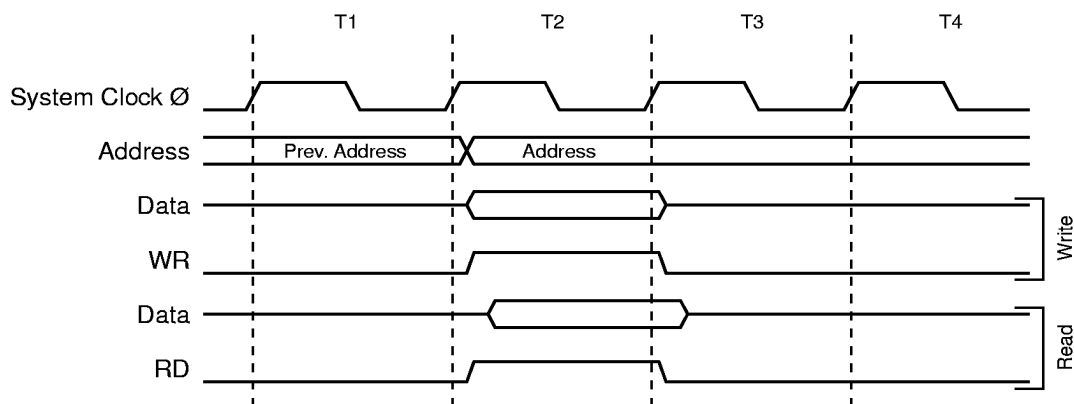 T1 T2 T3 T4
System Clock Ø
Address Prev. Address Address
Data
WR
Write
Data
RD
Read